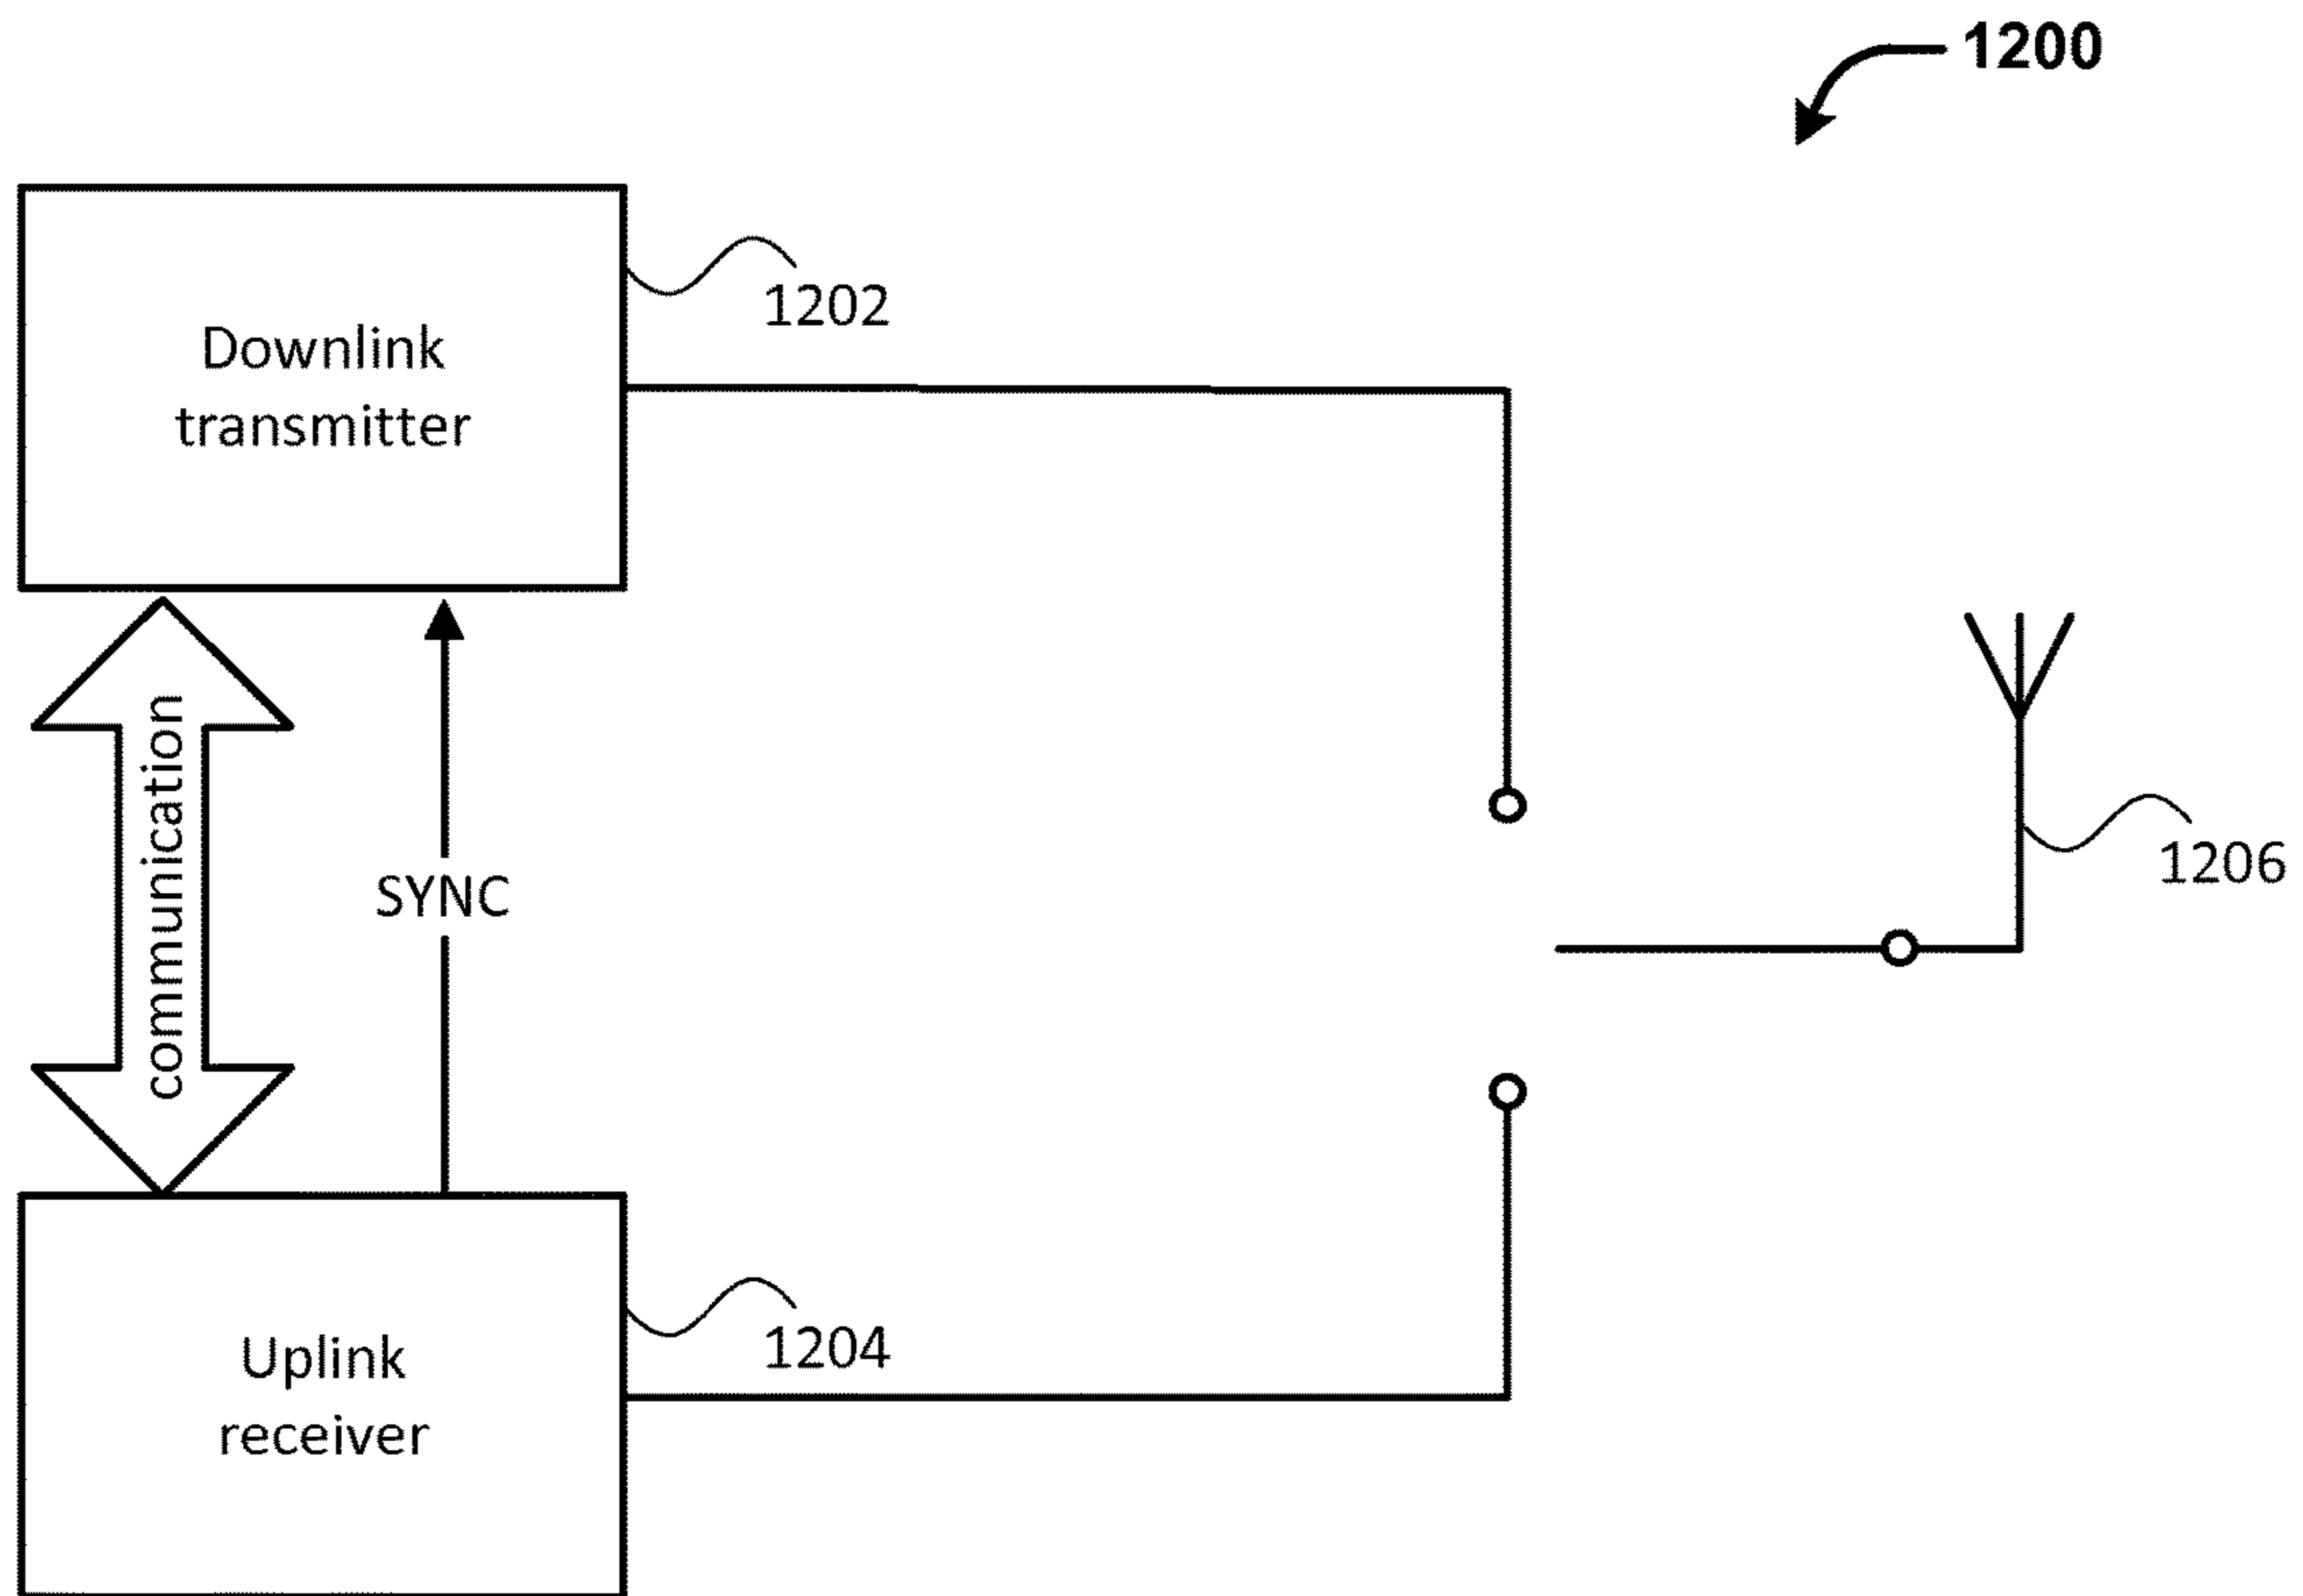 1200
1202
Downlink
transmitter
communication
SYNC
1206
1204
Uplink
receiver